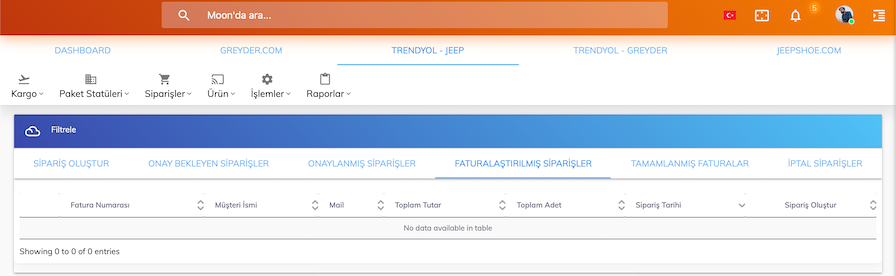 Moon'da ara...
5
DASHBOARD GREYDER.COM TRENDYOL - JEEP TRENDYOL - GREYDER JEEPSHOE.COM
Kargo Paket Statüleri Siparişler Ürün İşlemler Raporlar
Filtrele
SİPARİŞ OLUŞTUR ONAY BEKLEYEN SİPARİŞLER ONAYLANMIŞ SİPARİŞLER FATURALAŞTIRILMIŞ SİPARİŞLER TAMAMLANMIŞ FATURALAR İPTAL SİPARİŞLER
Fatura Numarası Müşteri İsmi Mail Toplam Tutar Toplam Adet Sipariş Tarihi Sipariş Oluştur
No data available in table
Showing 0 to 0 of 0 entries